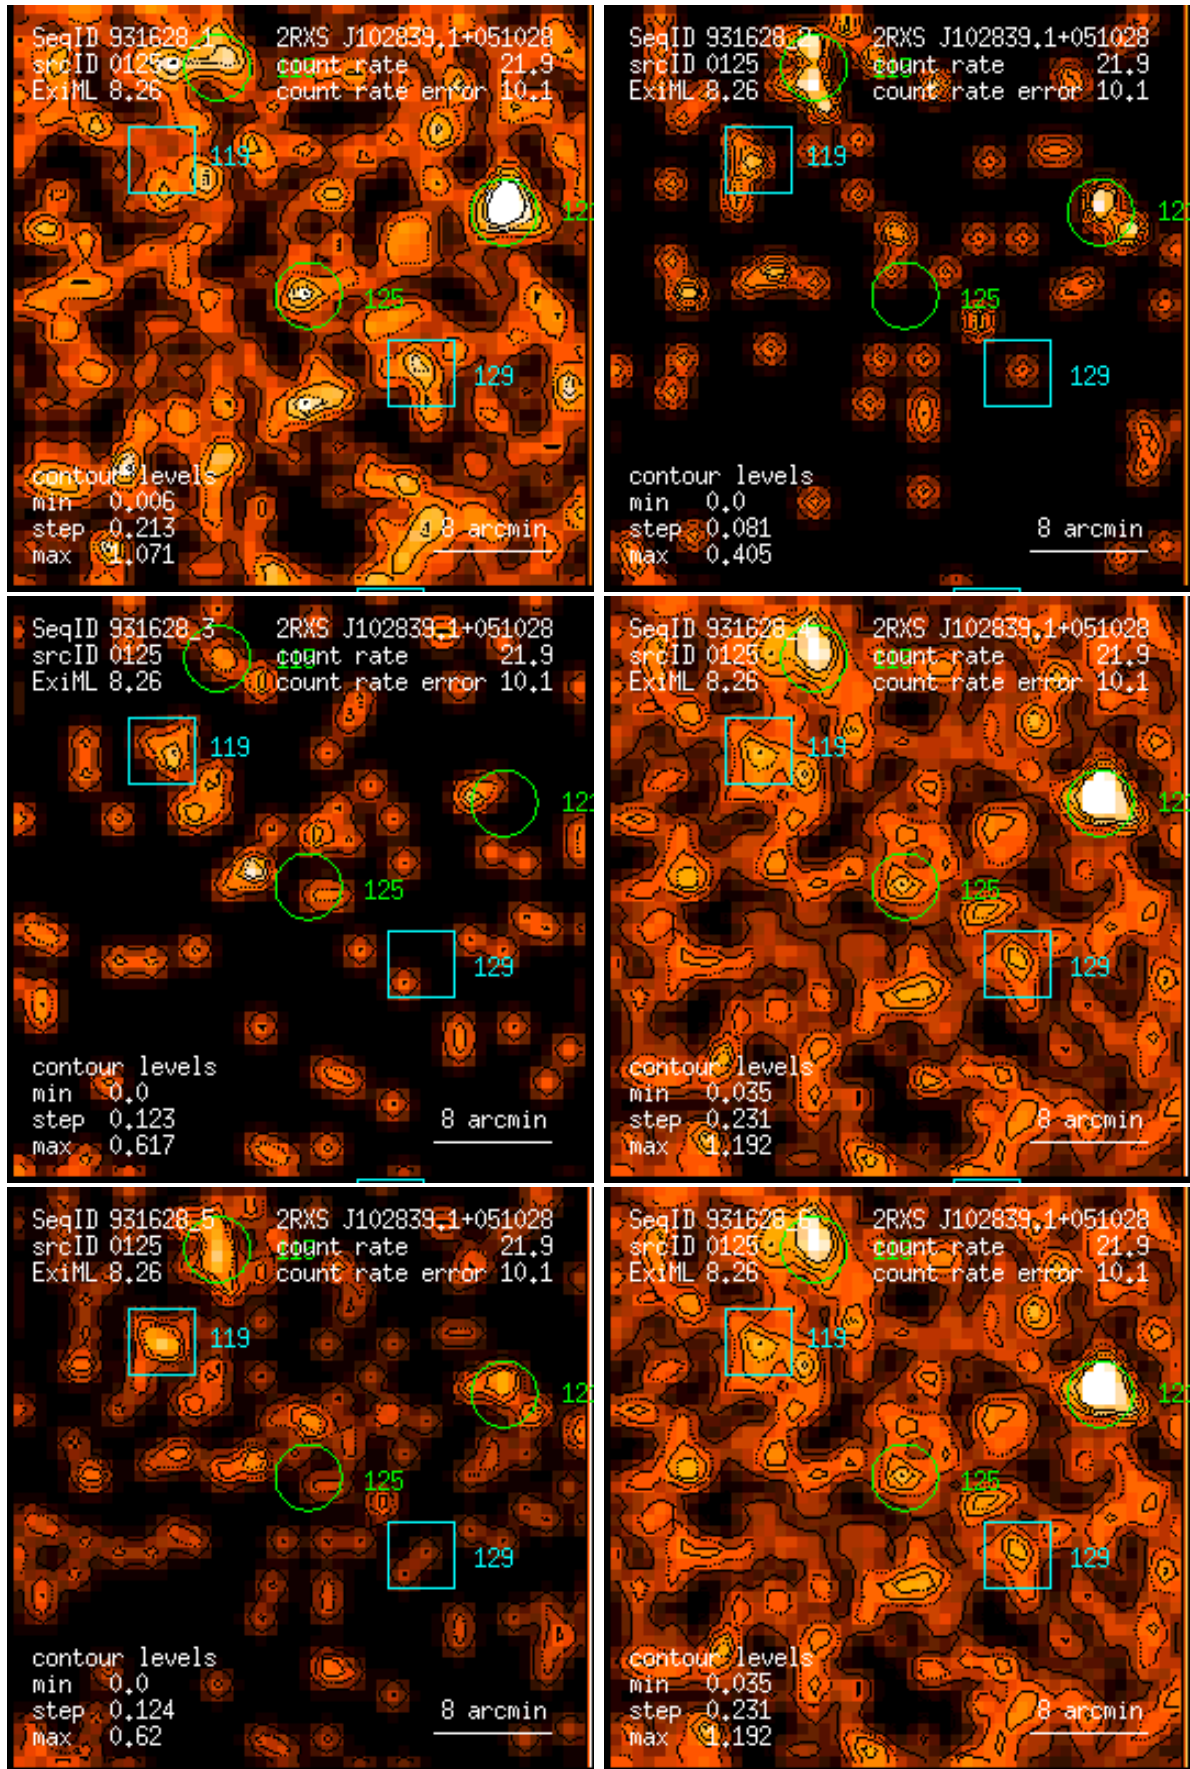 SeqID 931628_1 2RXS J102839.1+051028
srcID 0125 count rate 21.9
ExiML 8.26 count rate error 10.1
119
125
129
contour levels
min 0.006
step 0.213
max 1.071
8 arcmin
SeqID 931628_2 2RXS J102839.1+051028
srcID 0125 count rate 21.9
ExiML 8.26 count rate error 10.1
119
125
129
contour levels
min 0.0
step 0.081
max 0.405
8 arcmin
SeqID 931628_3 2RXS J102839.1+051028
srcID 0125 count rate 21.9
ExiML 8.26 count rate error 10.1
119
125
129
contour levels
min 0.0
step 0.123
max 0.617
8 arcmin
SeqID 931628_4 2RXS J102839.1+051028
srcID 0125 count rate 21.9
ExiML 8.26 count rate error 10.1
119
125
129
contour levels
min 0.035
step 0.231
max 1.192
8 arcmin
SeqID 931628_5 2RXS J102839.1+051028
srcID 0125 count rate 21.9
ExiML 8.26 count rate error 10.1
119
125
129
contour levels
min 0.0
step 0.124
max 0.62
8 arcmin
SeqID 931628_6 2RXS J102839.1+051028
srcID 0125 count rate 21.9
ExiML 8.26 count rate error 10.1
119
125
129
contour levels
min 0.035
step 0.231
max 1.192
8 arcmin